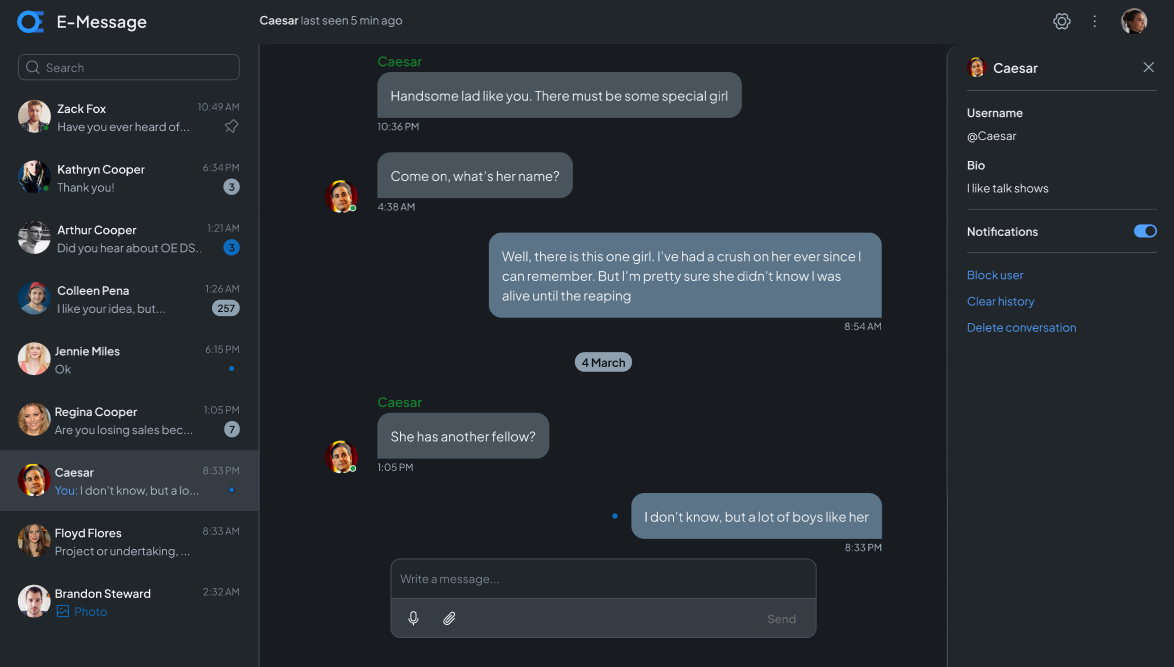 E-Message
Caesar last seen 5 min ago
Search
Zack Fox
10:49 AM
Have you ever heard of...
Kathryn Cooper
6:34 PM
Thank you!
3
Arthur Cooper
1:21 AM
Did you hear about OE DS..
3
Colleen Pena
1:26 AM
I like your idea, but...
257
Jennie Miles
6:15 PM
Ok
Regina Cooper
1:05 PM
Are you losing sales bec...
7
Caesar
8:33 PM
You: I don't know, but a lo...
Floyd Flores
8:33 AM
Project or undertaking, ...
Brandon Steward
2:32 AM
Photo
Caesar
Handsome lad like you. There must be some special girl
10:36 PM
Come on, what's her name?
4:38 AM
Well, there is this one girl. I've had a crush on her ever since I
can remember. But I'm pretty sure she didn't know I was
alive until the reaping
8:54 AM
4 March
Caesar
She has another fellow?
1:05 PM
I don't know, but a lot of boys like her
8:33 PM
Write a message...
Send
Caesar
Username
@Caesar
Bio
I like talk shows
Notifications
Block user
Clear history
Delete conversation